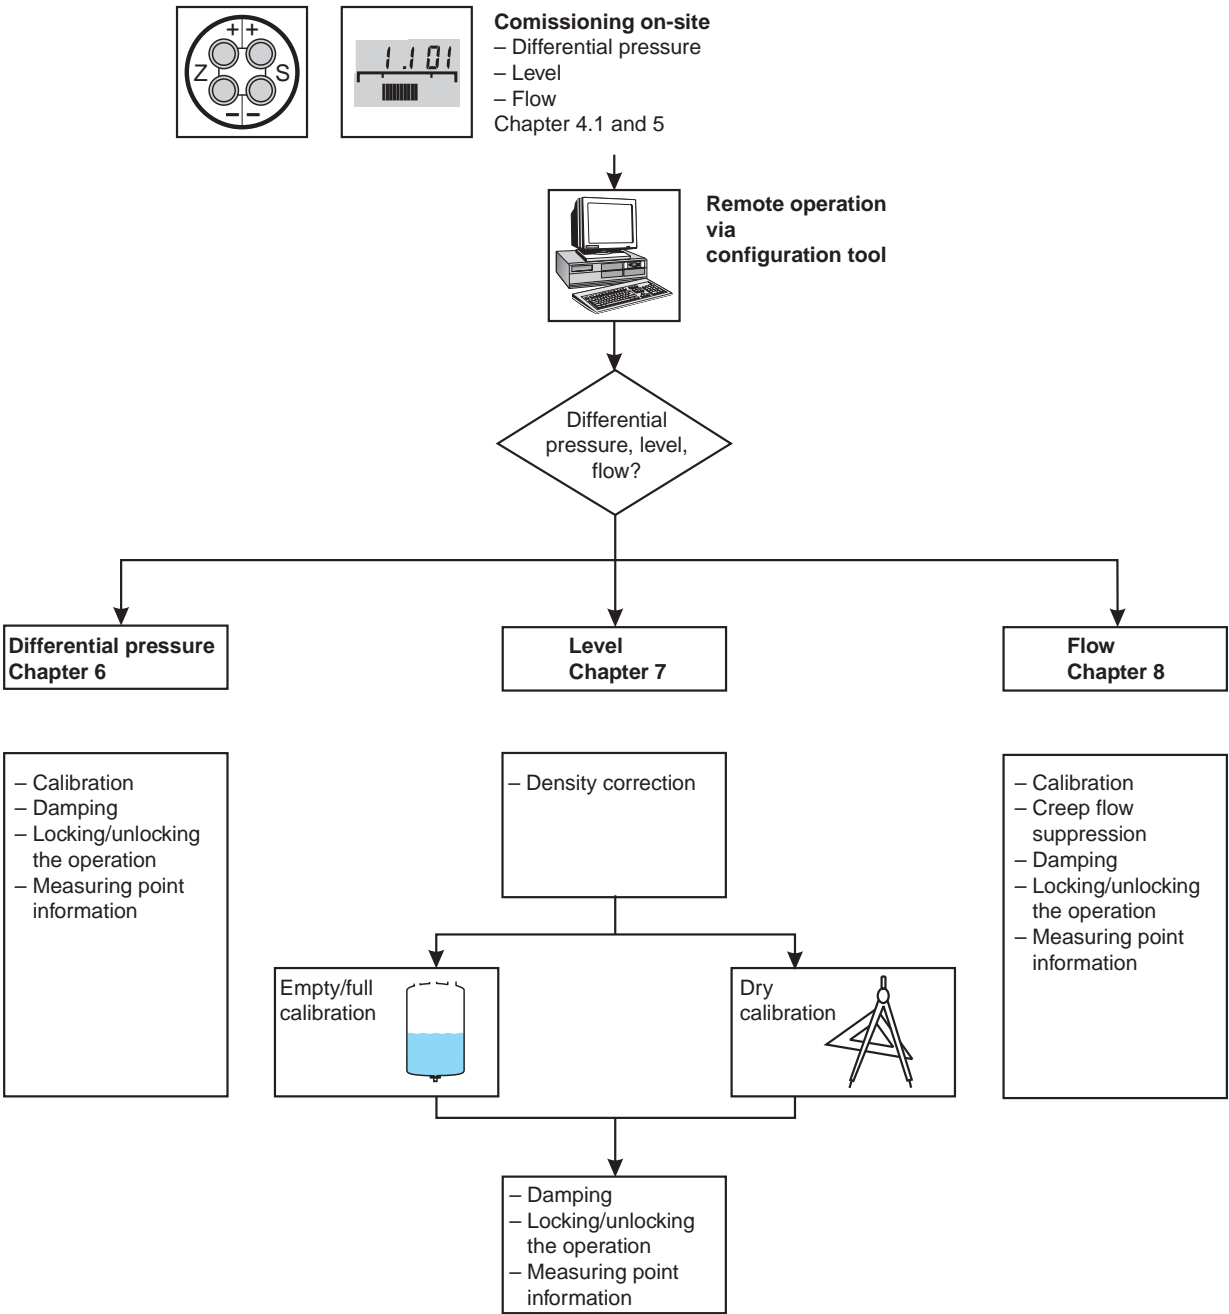 + +
Z S
– –
1.1 01
Comissioning on-site
– Differential pressure
– Level
– Flow
Chapter 4.1 and 5
Remote operation
via
configuration tool
Differential
pressure, level,
flow?
Differential pressure
Chapter 6
Level
Chapter 7
Flow
Chapter 8
– Calibration
– Damping
– Locking/unlocking
the operation
– Measuring point
information
– Density correction
– Calibration
– Creep flow
suppression
– Damping
– Locking/unlocking
the operation
– Measuring point
information
Empty/full
calibration
Dry
calibration
– Damping
– Locking/unlocking
the operation
– Measuring point
information